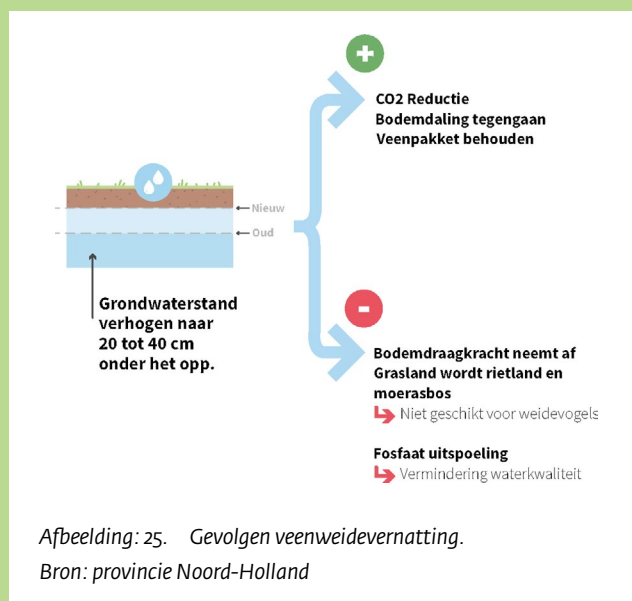 +
CO2 Reductie
Bodemdaling tegengaan
Veenpakket behouden
Nieuw
Oud
Grondwaterstand
verhogen naar
20 tot 40 cm
onder het opp.
-
Bodemdraagkracht neemt af
Grasland wordt rietland en
moerasbos
Niet geschikt voor weidevogels
Fosfaat uitspoeling
Vermindering waterkwaliteit
Afbeelding: 25. Gevolgen veenweidevernatting.
Bron: provincie Noord-Holland